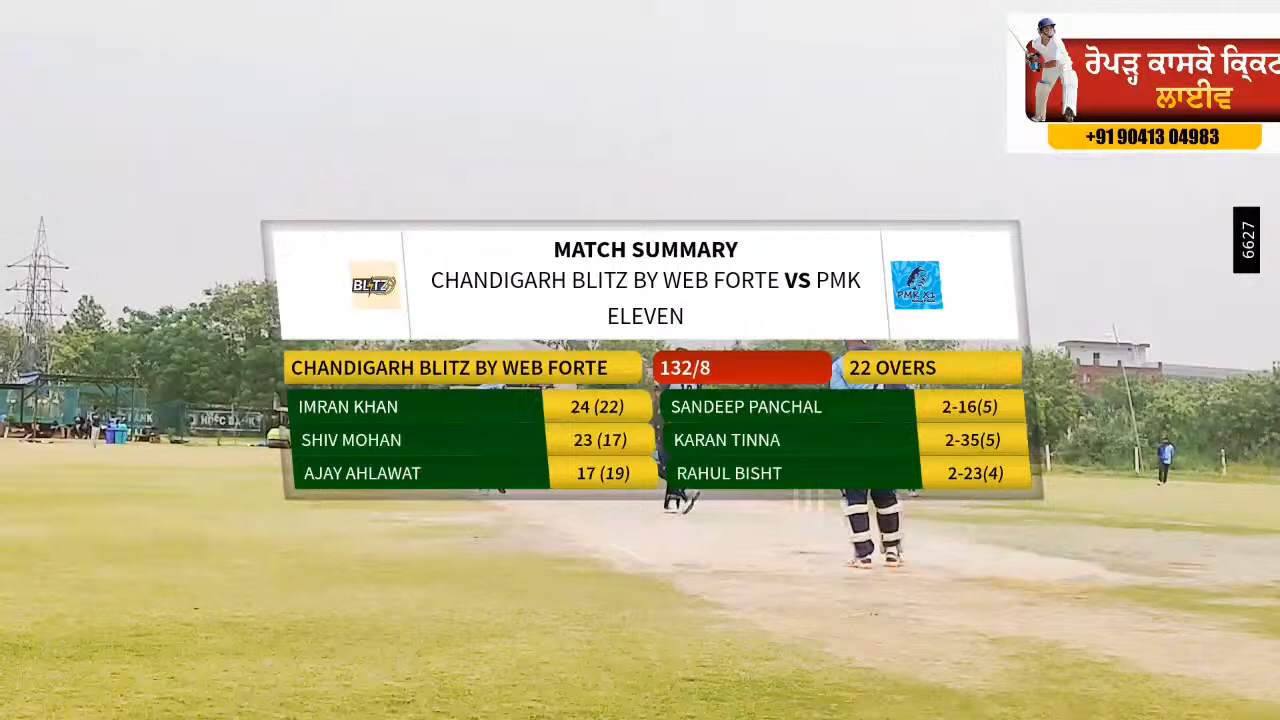 ਰੋਪੜ੍ਹ ਕਾਸਕੋ ਕ੍ਰਿਕਟ
ਲਾਈਵ
+91 90413 04983
6627
MATCH SUMMARY
CHANDIGARH BLITZ BY WEB FORTE VS PMK
ELEVEN
BLITZ
PMK XI
CHANDIGARH BLITZ BY WEB FORTE 132/8 22 OVERS
IMRAN KHAN 24 (22) SANDEEP PANCHAL 2-16(5)
SHIV MOHAN 23 (17) KARAN TINNA 2-35(5)
AJAY AHLAWAT 17 (19) RAHUL BISHT 2-23(4)